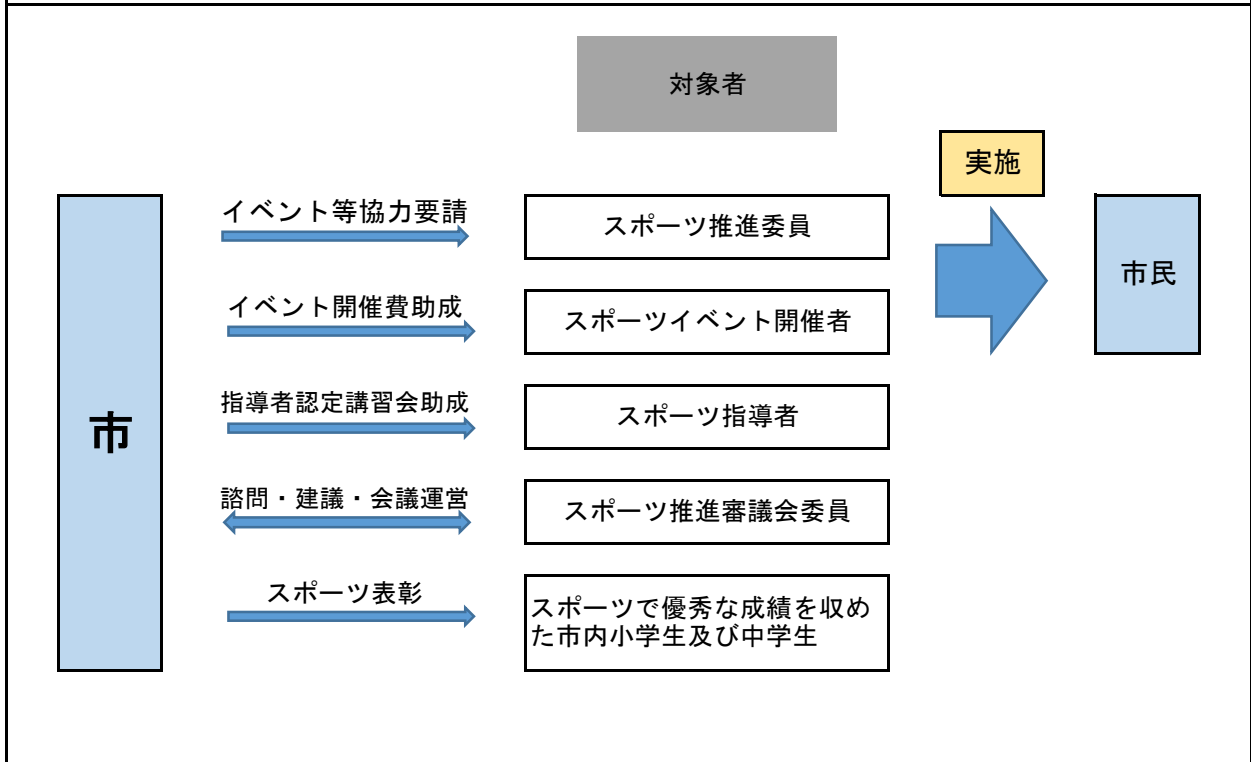 対象者
実施
市
イベント等協力要請
スポーツ推進委員
市民
イベント開催費助成
スポーツイベント開催者
指導者認定講習会助成
スポーツ指導者
諮問・建議・会議運営
スポーツ推進審議会委員
スポーツ表彰
スポーツで優秀な成績を収め
た市内小学生及び中学生